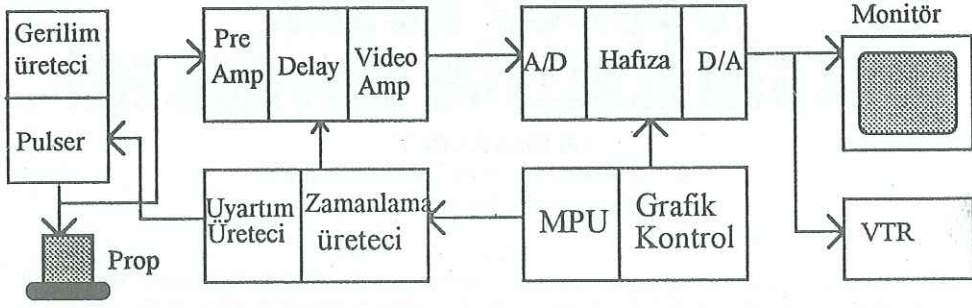 Gerilim
üreteci
Pulser
Prop
Pre
Amp
Delay
Video
Amp
A/D
Hafıza
D/A
Monitör
Uyartım
Üreteci
Zamanlama
üreteci
MPU
Grafik
Kontrol
VTR